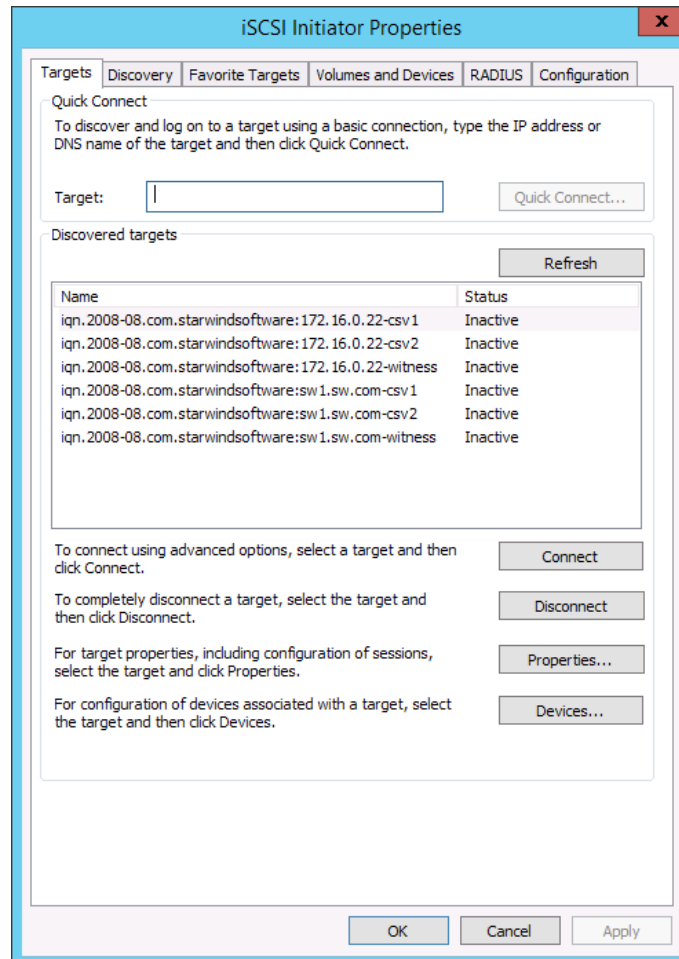 iSCSI Initiator Properties
x
Targets Discovery Favorite Targets Volumes and Devices RADIUS Configuration
Quick Connect
To discover and log on to a target using a basic connection, type the IP address or
DNS name of the target and then click Quick Connect.
Target:
Quick Connect...
Discovered targets
Refresh
Name Status
iqn.2008-08.com.starwindsoftware:172.16.0.22-csv1 Inactive
iqn.2008-08.com.starwindsoftware:172.16.0.22-csv2 Inactive
iqn.2008-08.com.starwindsoftware:172.16.0.22-witness Inactive
iqn.2008-08.com.starwindsoftware:sw1.sw.com-csv1 Inactive
iqn.2008-08.com.starwindsoftware:sw1.sw.com-csv2 Inactive
iqn.2008-08.com.starwindsoftware:sw1.sw.com-witness Inactive
To connect using advanced options, select a target and then
click Connect.
Connect
To completely disconnect a target, select the target and
then click Disconnect.
Disconnect
For target properties, including configuration of sessions,
select the target and click Properties.
Properties...
For configuration of devices associated with a target, select
the target and then click Devices.
Devices...
OK Cancel Apply